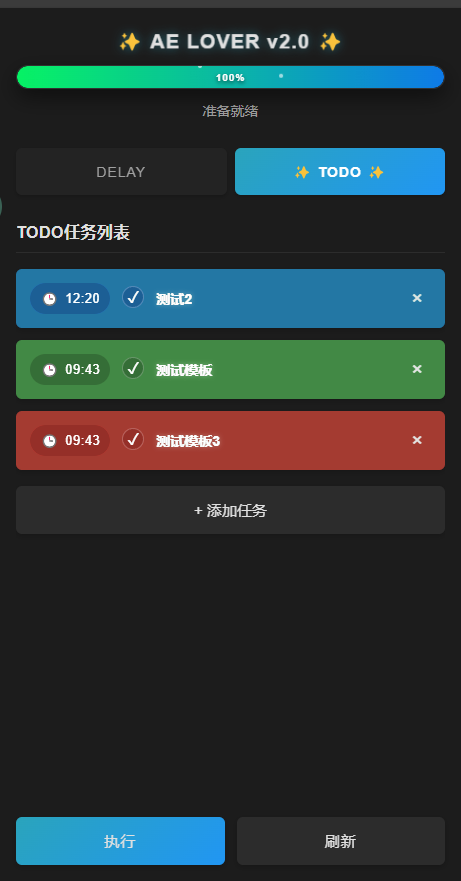 ✨ AE LOVER v2.0 ✨
100%
准备就绪
DELAY
✨ TODO ✨
TODO任务列表
12:20 ✓ 测试2 ×
09:43 ✓ 测试模板 ×
09:43 ✓ 测试模板3 ×
+ 添加任务
执行
刷新